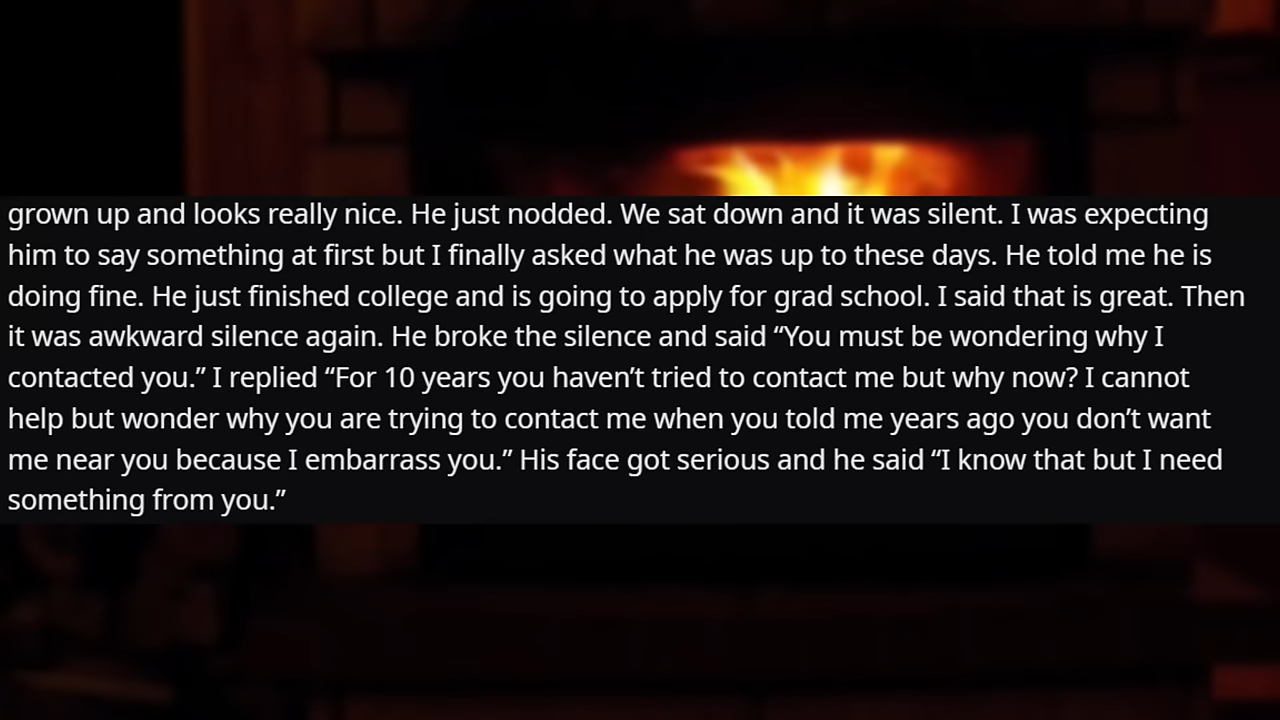 grown up and looks really nice. He just nodded. We sat down and it was silent. I was expecting
him to say something at first but I finally asked what he was up to these days. He told me he is
doing fine. He just finished college and is going to apply for grad school. I said that is great. Then
it was awkward silence again. He broke the silence and said “You must be wondering why I
contacted you.” I replied “For 10 years you haven’t tried to contact me but why now? I cannot
help but wonder why you are trying to contact me when you told me years ago you don’t want
me near you because I embarrass you.” His face got serious and he said “I know that but I need
something from you.”